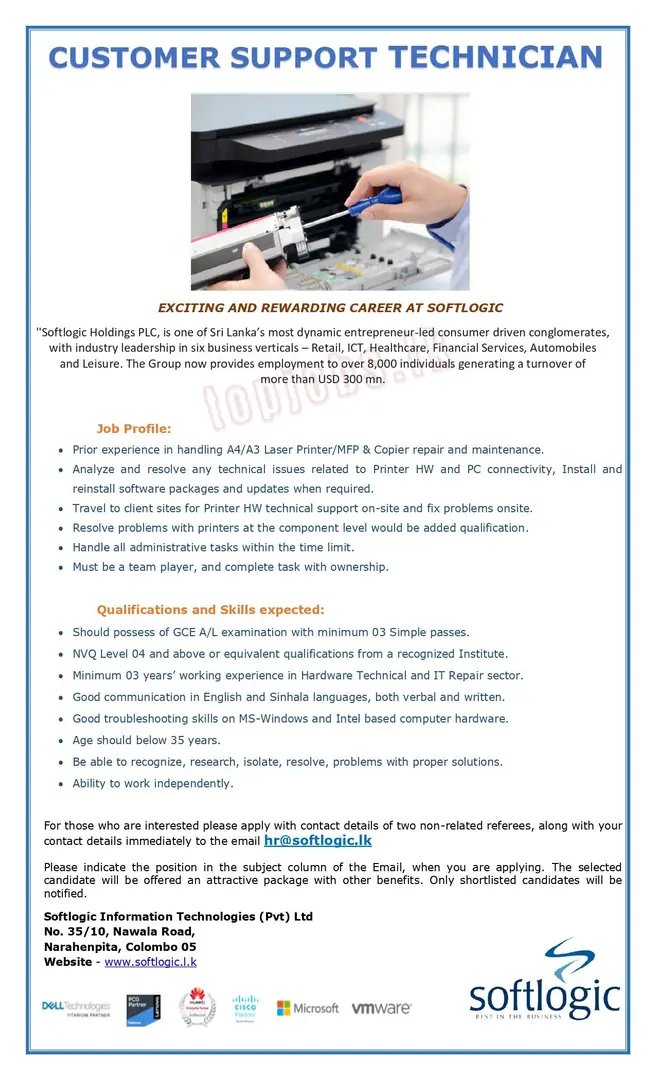 CUSTOMER SUPPORT TECHNICIAN
EXCITING AND REWARDING CAREER AT SOFTLOGIC
"Softlogic Holdings PLC, is one of Sri Lanka's most dynamic entrepreneur-led consumer driven conglomerates,
with industry leadership in six business verticals – Retail, ICT, Healthcare, Financial Services, Automobiles
and Leisure. The Group now provides employment to over 8,000 individuals generating a turnover of
more than USD 300 mn.
topjobs.lk
Job Profile:
• Prior experience in handling A4/A3 Laser Printer/MFP & Copier repair and maintenance.
• Analyze and resolve any technical issues related to Printer HW and PC connectivity, Install and
reinstall software packages and updates when required.
• Travel to client sites for Printer HW technical support on-site and fix problems onsite.
• Resolve problems with printers at the component level would be added qualification.
• Handle all administrative tasks within the time limit.
• Must be a team player, and complete task with ownership.
Qualifications and Skills expected:
• Should possess of GCE A/L examination with minimum 03 Simple passes.
• NVQ Level 04 and above or equivalent qualifications from a recognized Institute.
• Minimum 03 years' working experience in Hardware Technical and IT Repair sector.
• Good communication in English and Sinhala languages, both verbal and written.
• Good troubleshooting skills on MS-Windows and Intel based computer hardware.
• Age should below 35 years.
• Be able to recognize, research, isolate, resolve, problems with proper solutions.
• Ability to work independently.
For those who are interested please apply with contact details of two non-related referees, along with your
contact details immediately to the email hr@softlogic.lk
Please indicate the position in the subject column of the Email, when you are applying. The selected
candidate will be offered an attractive package with other benefits. Only shortlisted candidates will be
notified.
Softlogic Information Technologies (Pvt) Ltd
No. 35/10, Nawala Road,
Narahenpita, Colombo 05
Website - www.softlogic.l.k
DELL Technologies
TITANIUM PARTNER
PCG
Partner
Lenovo
HUAWEI
CISCO
Partner
Microsoft
vmware
softlogic
BEST IN THE BUSINESS